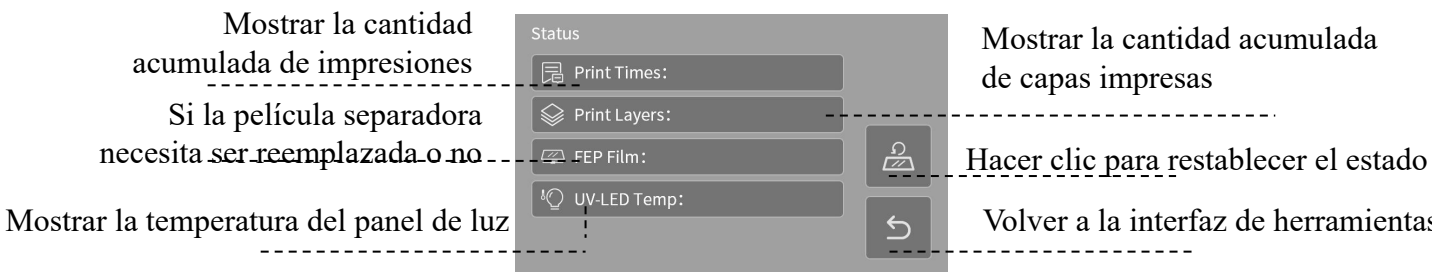 Mostrar la cantidad
acumulada de impresiones
Si la película separadora
necesita ser reemplazada o no
Mostrar la temperatura del panel de luz
Status
Print Times:
Print Layers:
FEP Film:
UV-LED Temp:
Mostrar la cantidad acumulada
de capas impresas
Hacer clic para restablecer el estado
Volver a la interfaz de herramientas